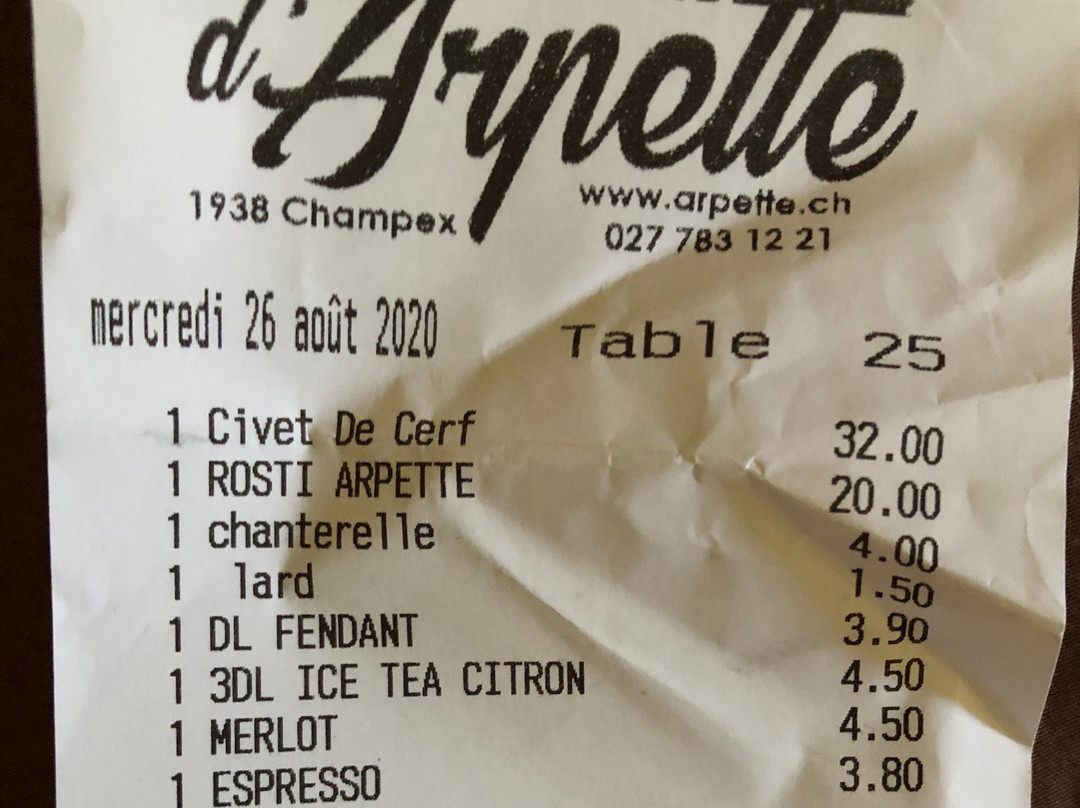 d'Arpette
1938 Champex
www.arpette.ch
027 783 12 21
mercredi 26 août 2020 Table 25
1 Civet De Cerf 32.00
1 ROSTI ARPETTE 20.00
1 chanterelle 4.00
1 lard 1.50
1 DL FENDANT 3.90
1 3DL ICE TEA CITRON 4.50
1 MERLOT 4.50
1 ESPRESSO 3.80